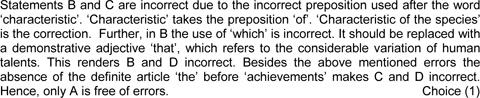 Statements B and C are incorrect due to the incorrect preposition used after the word
‘characteristic’. ‘Characteristic’ takes the preposition ‘of’. ‘Characteristic of the species’
is the correction.  Further, in B the use of ‘which’ is incorrect. It should be replaced with
a demonstrative adjective ‘that’, which refers to the considerable variation of human
talents. This renders B and D incorrect. Besides the above mentioned errors the
absence of the definite article ‘the’ before ‘achievements’ makes C and D incorrect.
Hence, only A is free of errors. Choice (1)